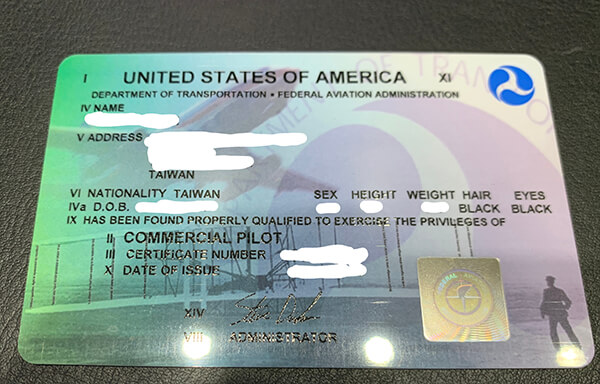 I UNITED STATES OF AMERICA XI
DEPARTMENT OF TRANSPORTATION • FEDERAL AVIATION ADMINISTRATION
IV NAME
V ADDRESS
TAIWAN
VI NATIONALITY TAIWAN SEX HEIGHT WEIGHT HAIR EYES
IVa D.O.B. BLACK BLACK
IX HAS BEEN FOUND PROPERLY QUALIFIED TO EXERCISE THE PRIVILEGES OF
II COMMERCIAL PILOT
III CERTIFICATE NUMBER
X DATE OF ISSUE
XIV
VIII ADMINISTRATOR